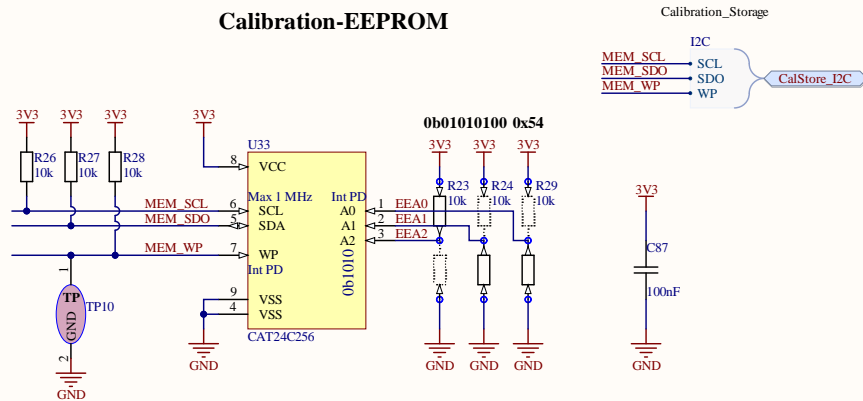 Calibration-EEPROM
Calibration_Storage
I2C
MEM_SCL SCL
MEM_SDO SDO CalStore_I2C
MEM_WP WP
3V3 3V3 3V3 3V3
0b01010100 0x54
U33
3V3 3V3 3V3
R26 R27 R28
10k 10k 10k
8 VCC
R23 R24 R29
10k 10k 10k
3V3
Max 1 MHz Int PD
MEM_SCL 6 SCL A0 1 EEA0
MEM_SDO 5 SDA A1 2 EEA1
A2 3 EEA2
MEM_WP 7 WP
Int PD
0b1010
C87
100nF
1
TP
GND
TP10
2
GND
9 VSS
4 VSS
CAT24C256
GND
GND GND GND
GND